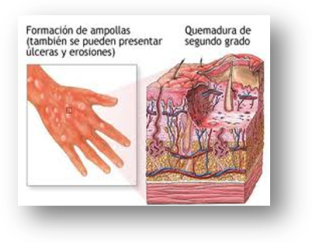 Formación de ampollas
(también se pueden presentar
úlceras y erosiones)
Quemadura de
segundo grado